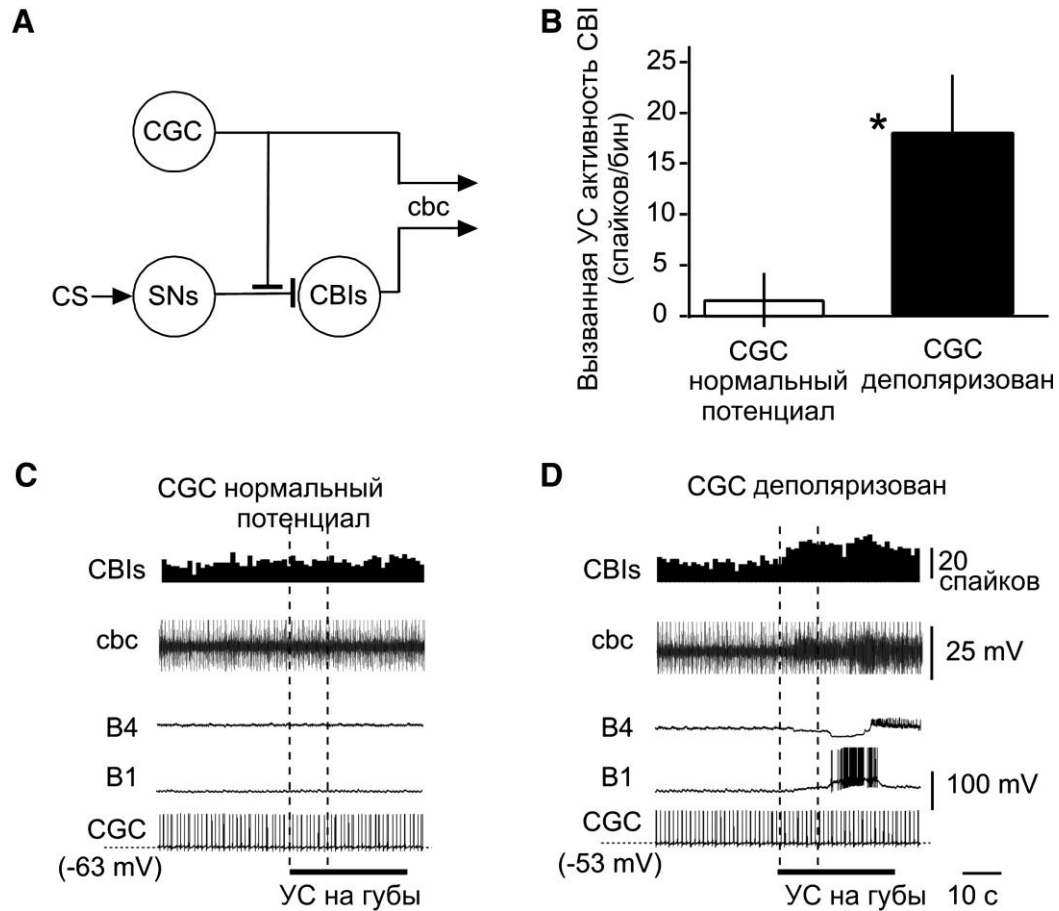 A
CGC
cbc
CS
SNs
CBIs
B
Вызванная УС активность CBI
(спайков/бин)
25
20
15
10
5
0
*
CGC
нормальный
потенциал
CGC
деполяризован
C
CGC нормальный
потенциал
CBIs
cbc
B4
B1
CGC
(-63 mV)
УС на губы
D
CGC деполяризован
CBIs
20
спайков
cbc
25 mV
B4
B1
100 mV
CGC
(-53 mV)
УС на губы
10 с